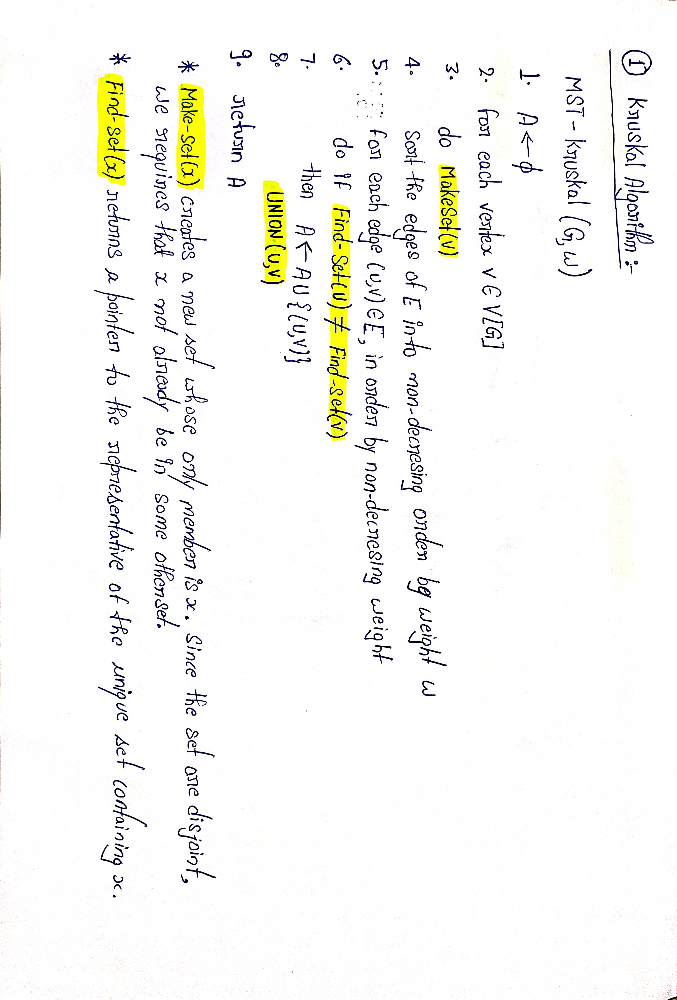 ① Kruskal Algorithm :-
MST - Kruskal (G, w)
1. A ← ϕ
2. for each vertex v ∈ V[G]
3. do MakeSet(v)
4. sort the edges of E into non-decresing order by weight w
5. for each edge (u,v) ∈ E, in order by non-decresing weight
6. do if Find-Set(u) ≠ Find-set(v)
7. then A ← A ∪ {(u,v)}
8. UNION (u,v)
9. return A
* Make-set(x) creates a new set whose only member is x. Since the set are disjoint,
we requires that x not already be in some otherset.
* Find-set(x) returns a pointer to the representative of the unique set containing x.